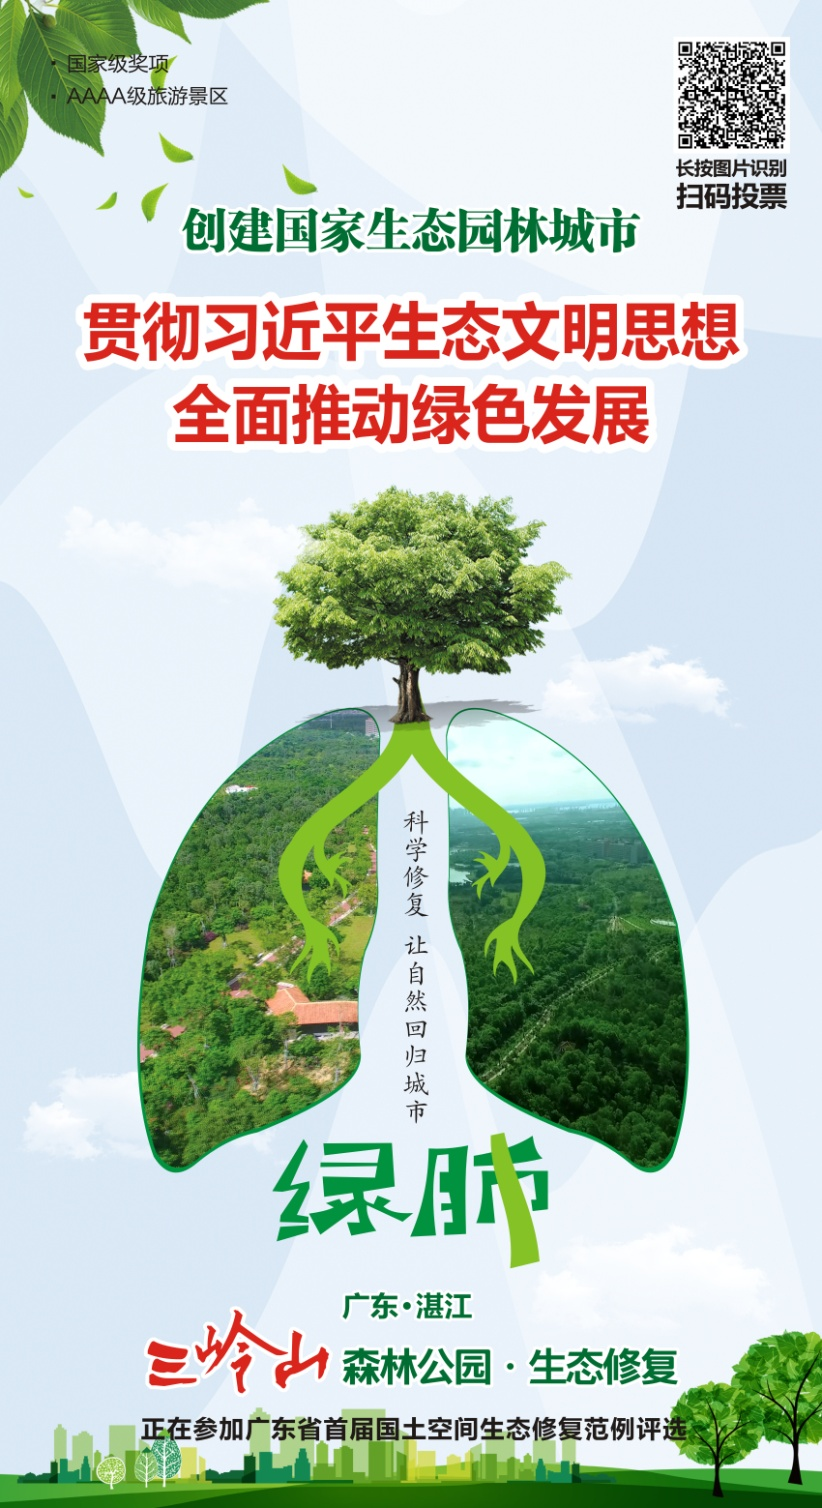 · 国家级奖项
· AAAA级旅游景区
长按图片识别
扫码投票
创建国家生态园林城市
贯彻习近平生态文明思想
全面推动绿色发展
科学修复 让自然回归城市
绿肺
广东·湛江
三岭山 森林公园·生态修复
正在参加广东省首届国土空间生态修复范例评选